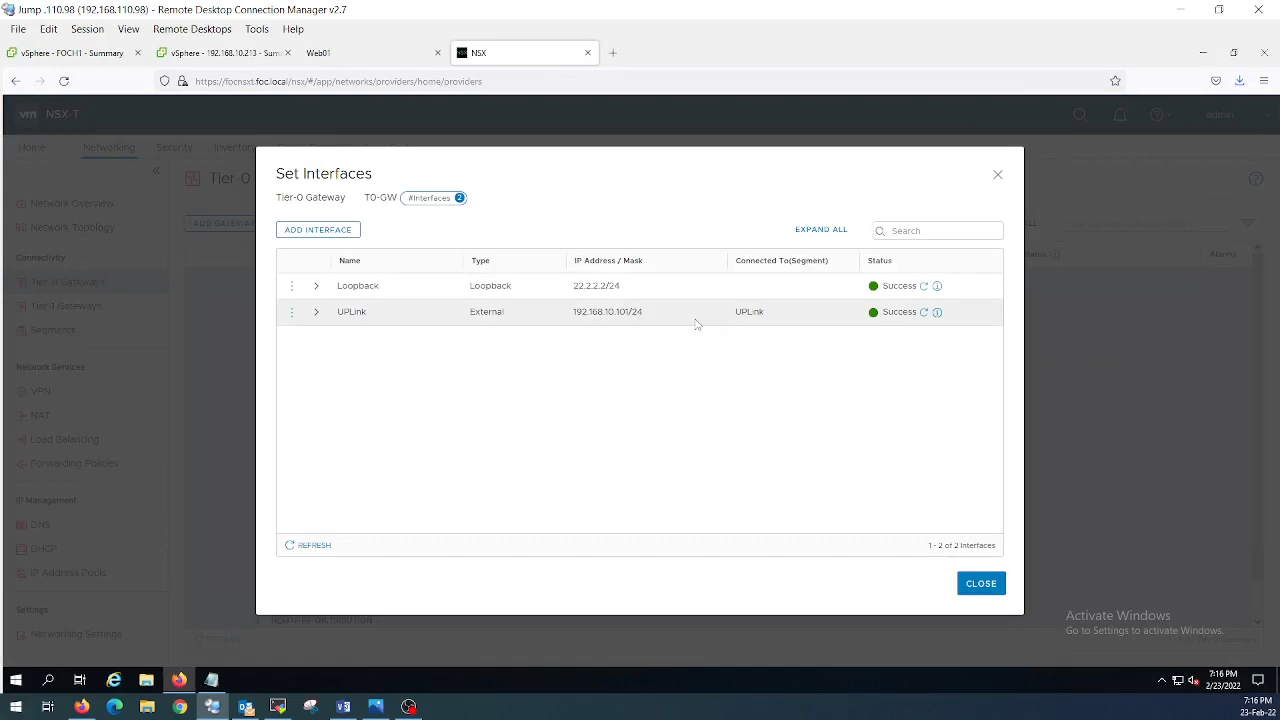 Jump .110.98 (192.168.110.98) - Remote Desktop Connection Manager v2.7
File Session View Remote Desktops Tools Help
vSphere - FOCH1 - Summary
vSphere - 192.168.10.213 - Sum
Web01
NSX
https://focnsxt.foc.local/nsx/#/app/networks/providers/home/providers
vm NSX-T
admin
Home Networking Security Inventor
Tier-0
Network Overview
Network Topology
Connectivity
Tier-0 Gateways
Tier-1 Gateways
Segments
Network Services
VPN
NAT
Load Balancing
Forwarding Policies
IP Management
DNS
DHCP
IP Address Pools
Settings
Networking Settings
ADD GATEWA
Alarms
Set Interfaces
Tier-0 Gateway T0-GW #Interfaces 2
ADD INTERFACE
EXPAND ALL
Search
Name Type IP Address / Mask Connected To(Segment) Status
Loopback Loopback 22.2.2.2/24 Success
UPLink External 192.168.10.101/24 UPLink Success
REFRESH
1 - 2 of 2 Interfaces
CLOSE
Activate Windows
Go to Settings to activate Windows.
7:16 PM
2/23/2022
7:16 PM
23-Feb-22